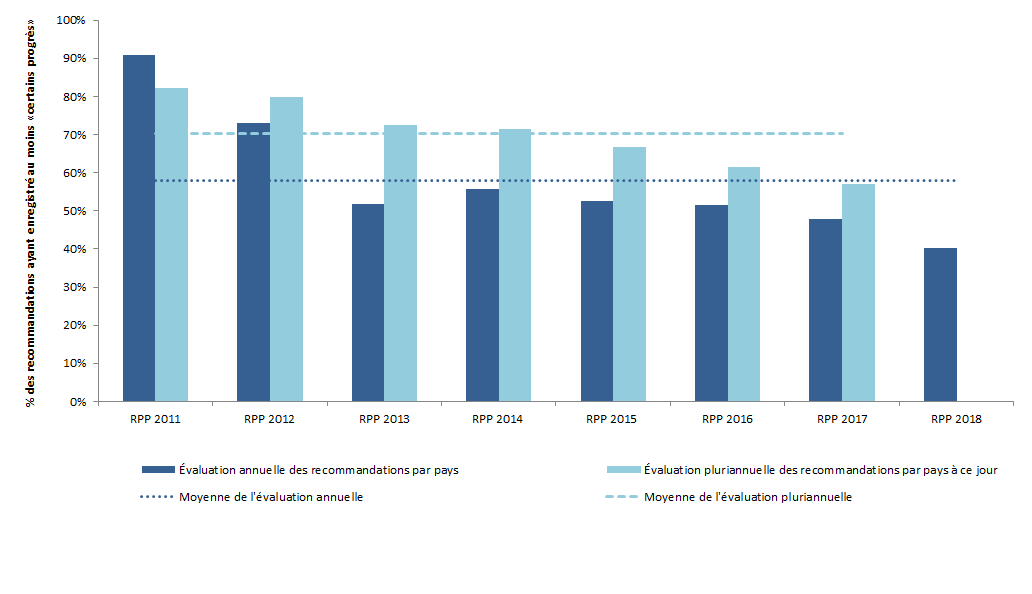 % des recommandations ayant enregistré au moins «certains progrès»
100%
90%
80%
70%
60%
50%
40%
30%
20%
10%
0%
RPP 2011 RPP 2012 RPP 2013 RPP 2014 RPP 2015 RPP 2016 RPP 2017 RPP 2018
Évaluation annuelle des recommandations par pays Évaluation pluriannuelle des recommandations par pays à ce jour
Moyenne de l'évaluation annuelle Moyenne de l'évaluation pluriannuelle